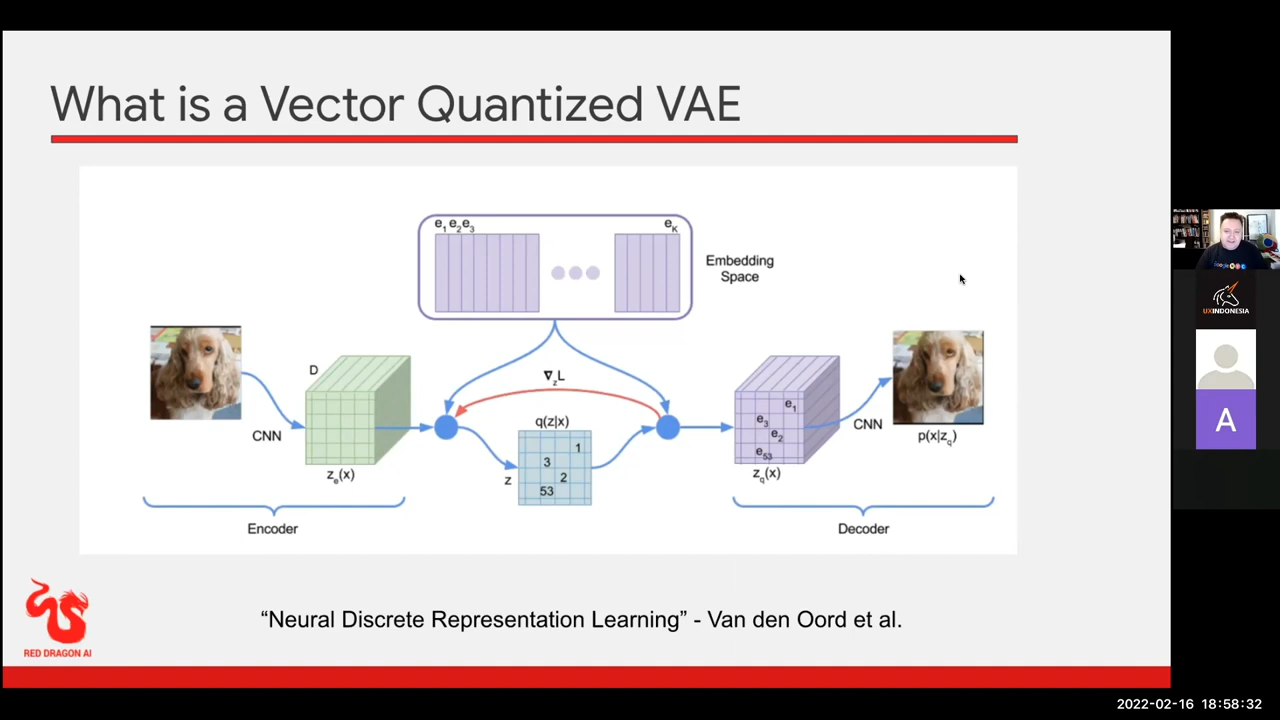 What is a Vector Quantized VAE
e1 e2 e3
eK
Embedding
Space
D
CNN
ze(x)
Encoder
∇zL
q(z|x)
z
1
3
2
53
e1
e3
e2
e53
zq(x)
CNN
p(x|zq)
Decoder
“Neural Discrete Representation Learning” - Van den Oord et al.
RED DRAGON AI
UXINDONESIA
A
2022-02-16 18:58:32